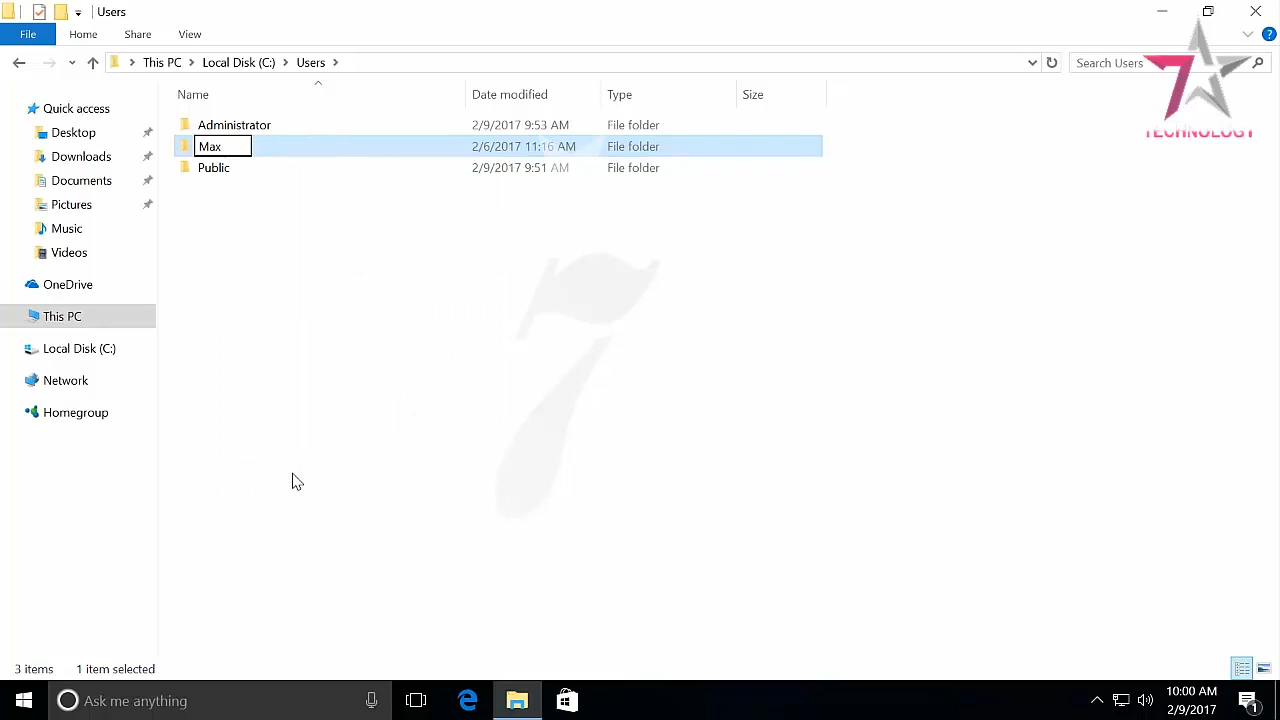 Users
File Home Share View
This PC Local Disk (C:) Users
Search Users
7 TECHNOLOGY
Name Date modified Type Size
Administrator 2/9/2017 9:53 AM File folder
Max 2/6/2017 11:16 AM File folder
Public 2/9/2017 9:51 AM File folder
Quick access
Desktop
Downloads
Documents
Pictures
Music
Videos
OneDrive
This PC
Local Disk (C:)
Network
Homegroup
7
3 items 1 item selected
Ask me anything
10:00 AM
2/9/2017
1